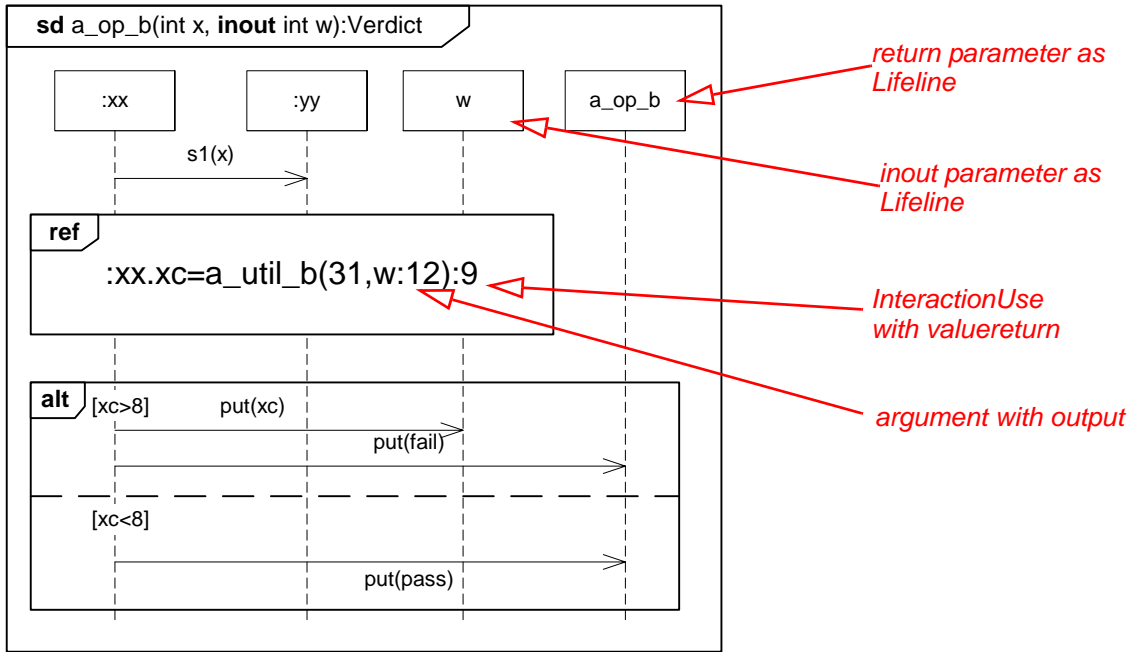 sd a_op_b(int x, inout int w):Verdict
return parameter as
Lifeline
:xx
:yy
w
a_op_b
s1(x)
inout parameter as
Lifeline
ref
:xx.xc=a_util_b(31,w:12):9
InteractionUse
with valuereturn
alt
[xc>8]
put(xc)
argument with output
put(fail)
[xc<8]
put(pass)